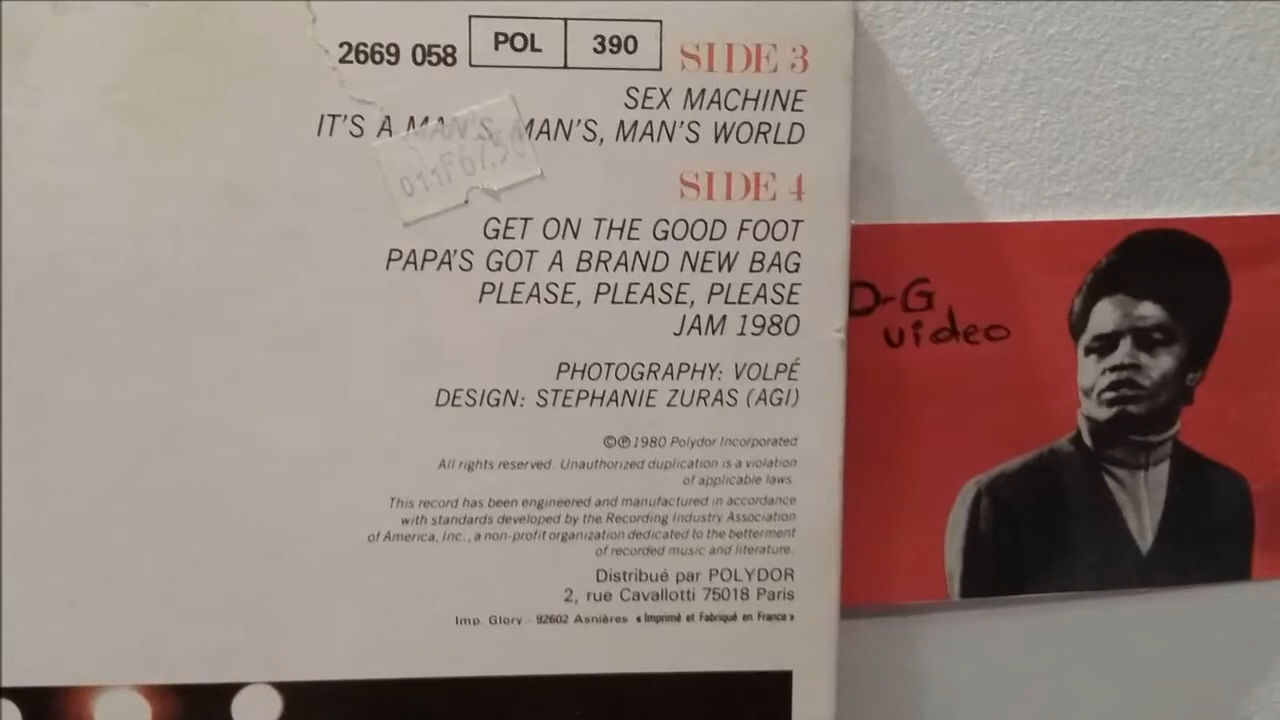 2669 058 POL 390 SIDE 3
SEX MACHINE
IT'S A MAN'S, MAN'S, MAN'S WORLD
SIDE 4
GET ON THE GOOD FOOT
PAPA'S GOT A BRAND NEW BAG
PLEASE, PLEASE, PLEASE
JAM 1980
PHOTOGRAPHY: VOLPÉ
DESIGN: STEPHANIE ZURAS (AGI)
©℗1980 Polydor Incorporated
All rights reserved. Unauthorized duplication is a violation
of applicable laws.
This record has been engineered and manufactured in accordance
with standards developed by the Recording Industry Association
of America, Inc., a non-profit organization dedicated to the betterment
of recorded music and literature.
Distribué par POLYDOR
2, rue Cavallotti 75018 Paris
Imp. Glory - 92602 Asnières « Imprimé et Fabriqué en France »
D-G
video